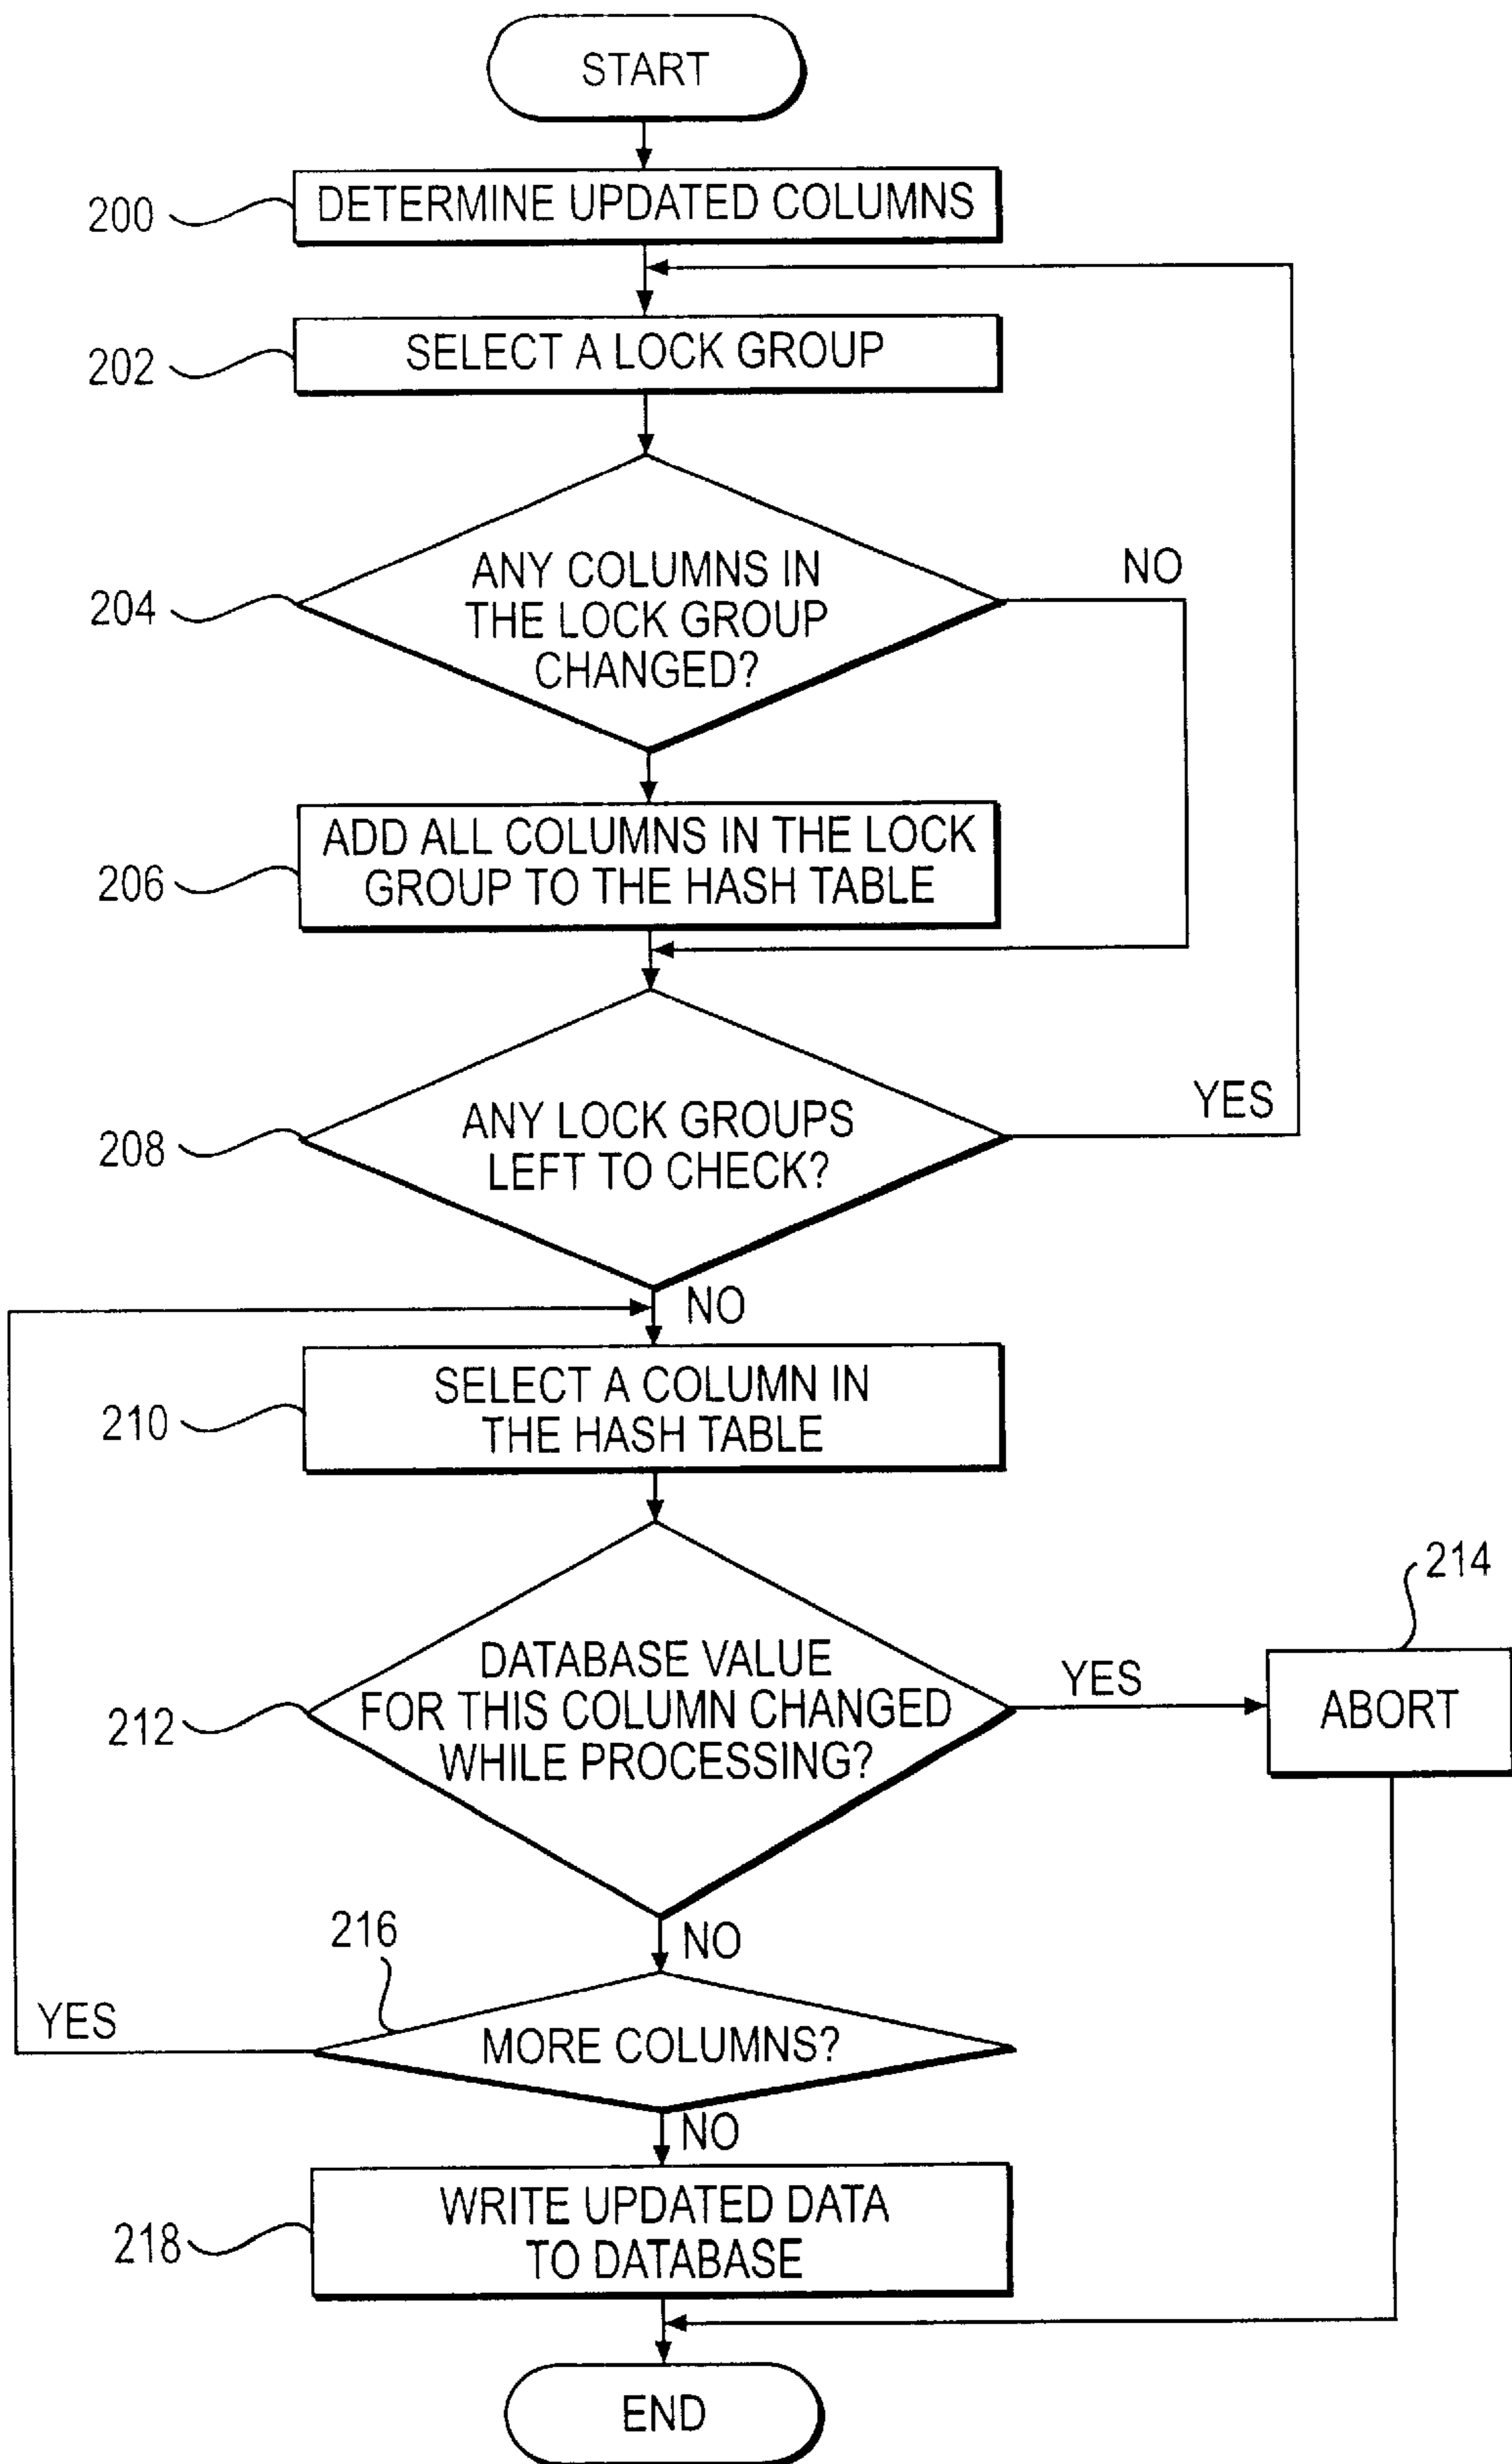 START
200
DETERMINE UPDATED COLUMNS
202
SELECT A LOCK GROUP
204
ANY COLUMNS IN
THE LOCK GROUP
CHANGED?
NO
206
ADD ALL COLUMNS IN THE LOCK
GROUP TO THE HASH TABLE
208
ANY LOCK GROUPS
LEFT TO CHECK?
YES
NO
210
SELECT A COLUMN IN
THE HASH TABLE
212
DATABASE VALUE
FOR THIS COLUMN CHANGED
WHILE PROCESSING?
YES
214
ABORT
NO
216
YES
MORE COLUMNS?
NO
218
WRITE UPDATED DATA
TO DATABASE
END